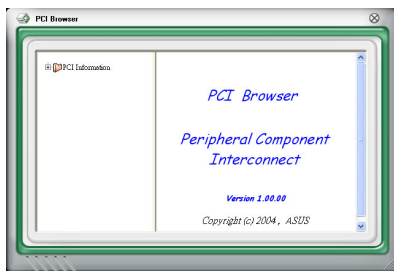 PCI Browser
PCI Information
PCI Browser
Peripheral Component
Interconnect
Version 1.00.00
Copyright (c) 2004, ASUS